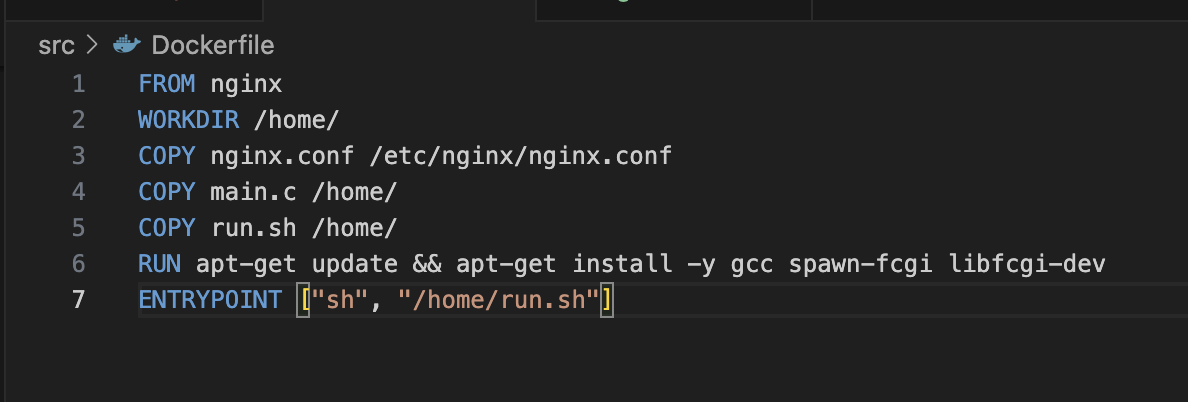 src > Dockerfile
1 FROM nginx
2 WORKDIR /home/
3 COPY nginx.conf /etc/nginx/nginx.conf
4 COPY main.c /home/
5 COPY run.sh /home/
6 RUN apt-get update && apt-get install -y gcc spawn-fcgi libfcgi-dev
7 ENTRYPOINT ["sh", "/home/run.sh"]